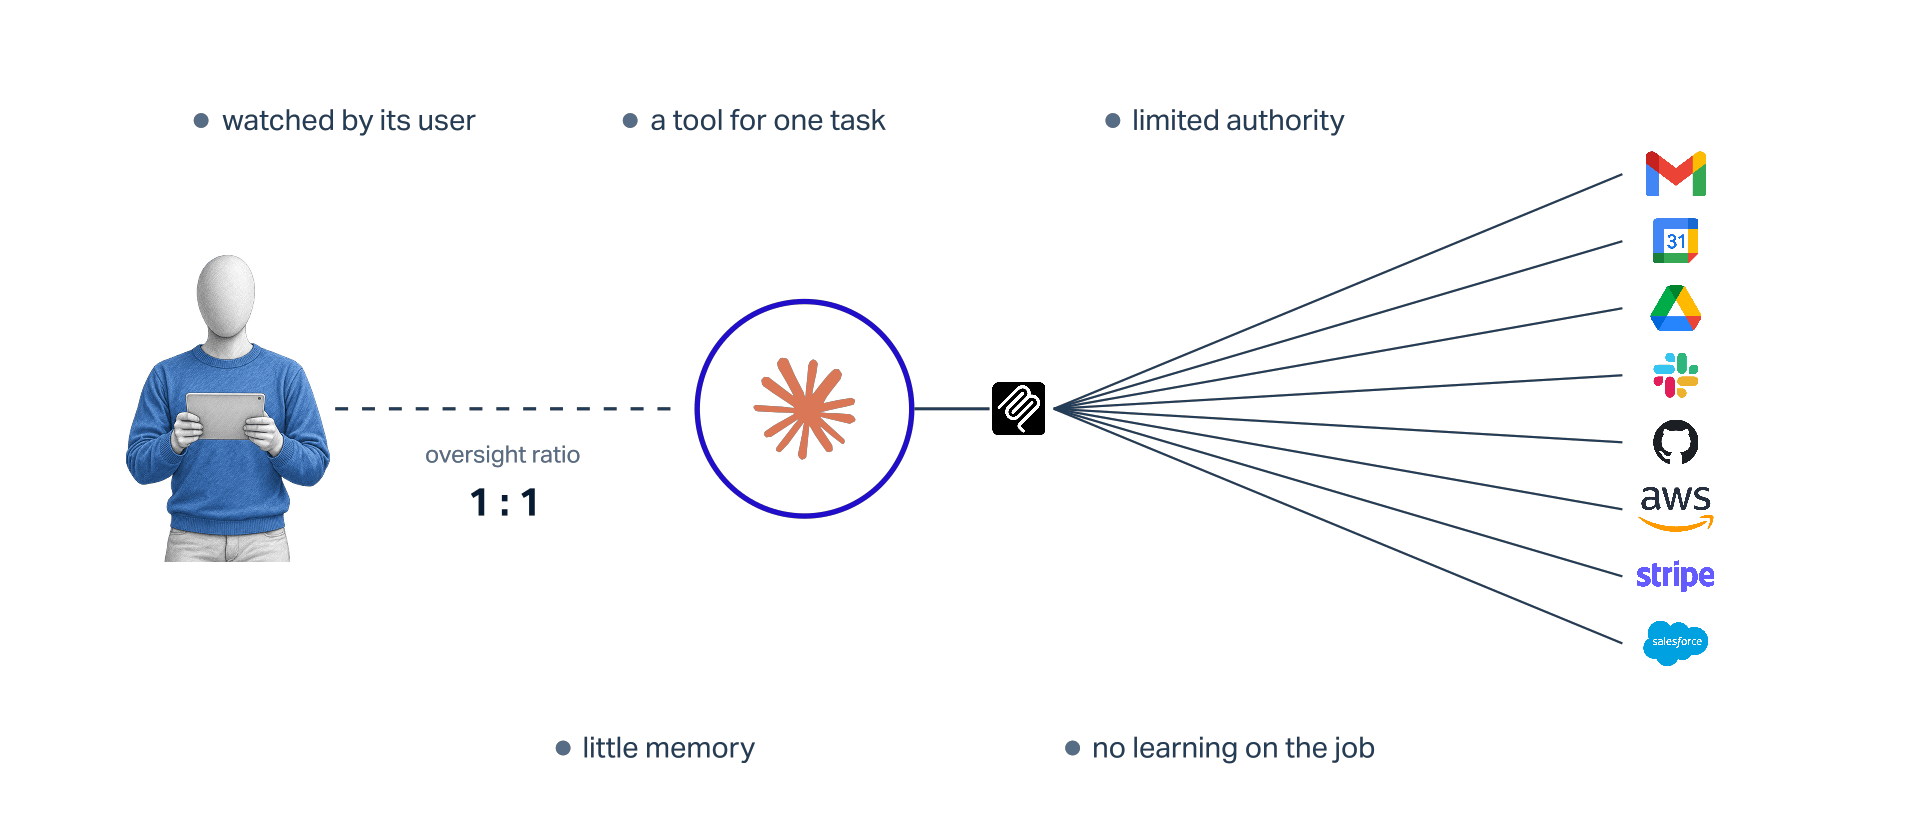 watched by its user
a tool for one task
limited authority
31
oversight ratio
1 : 1
aws
stripe
salesforce
little memory
no learning on the job